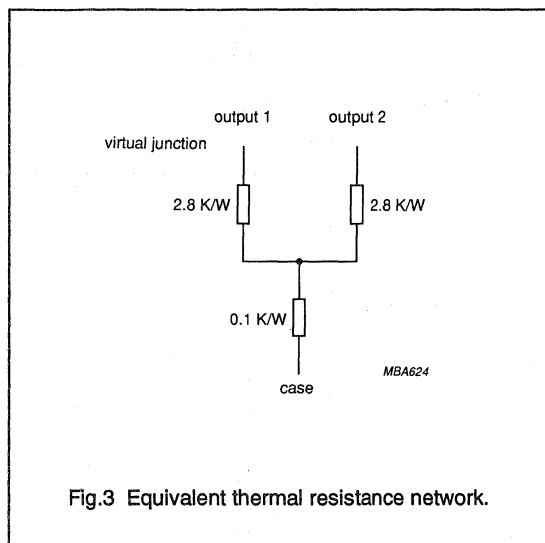 output 1 output 2
virtual junction
2.8 K/W 2.8 K/W
0.1 K/W
MBA624
case
Fig.3 Equivalent thermal resistance network.